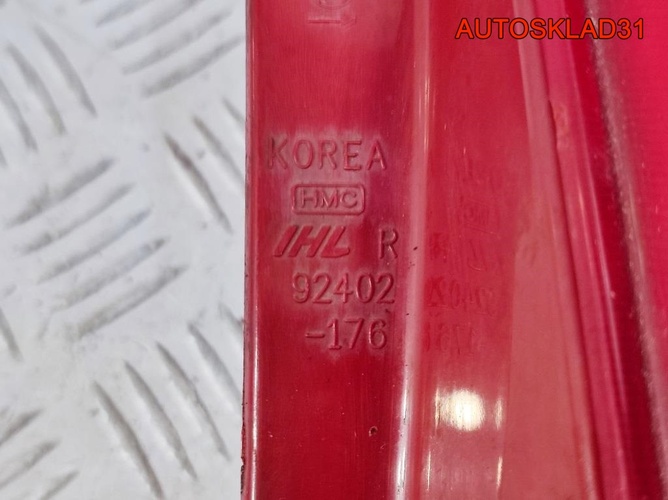 AUTOSKLAD31
KOREA
HMC
IHL R
92402
-176